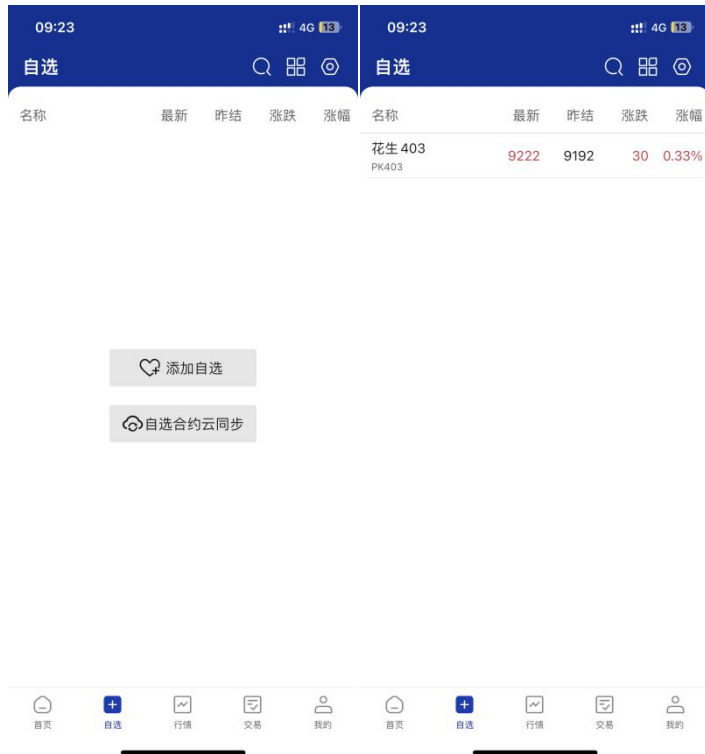 09:23 4G 13
自选
名称 最新 昨结 涨跌 涨幅
添加自选
自选合约云同步
首页 自选 行情 交易 我的
09:23 4G 13
自选
名称 最新 昨结 涨跌 涨幅
花生 403 9222 9192 30 0.33%
PK403
首页 自选 行情 交易 我的